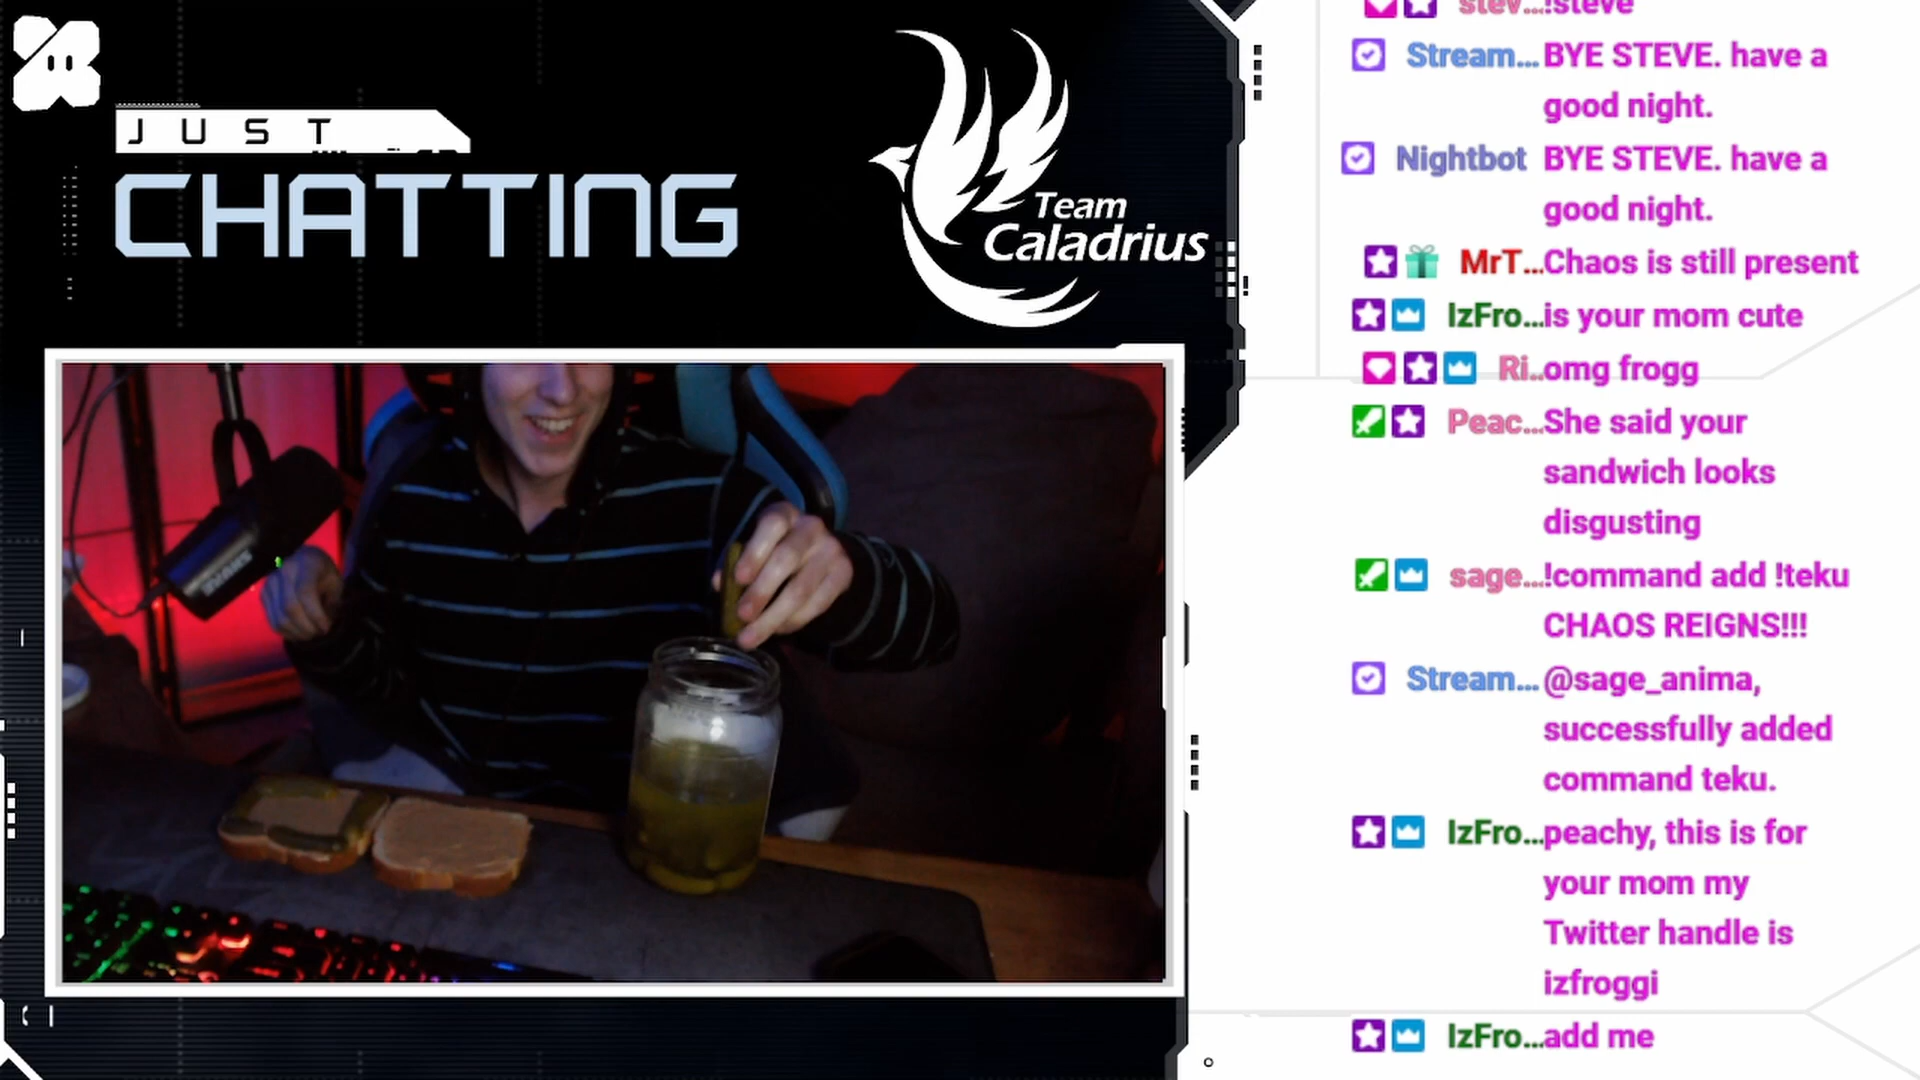 JUST
CHATTING
Team
Caladrius
stev...!steve
Stream...BYE STEVE. have a
good night.
Nightbot BYE STEVE. have a
good night.
MrT...Chaos is still present
IzFro...is your mom cute
Ri..omg frogg
Peac...She said your
sandwich looks
disgusting
sage...!command add !teku
CHAOS REIGNS!!!
Stream...@sage_anima,
successfully added
command teku.
IzFro...peachy, this is for
your mom my
Twitter handle is
izfroggi
IzFro...add me